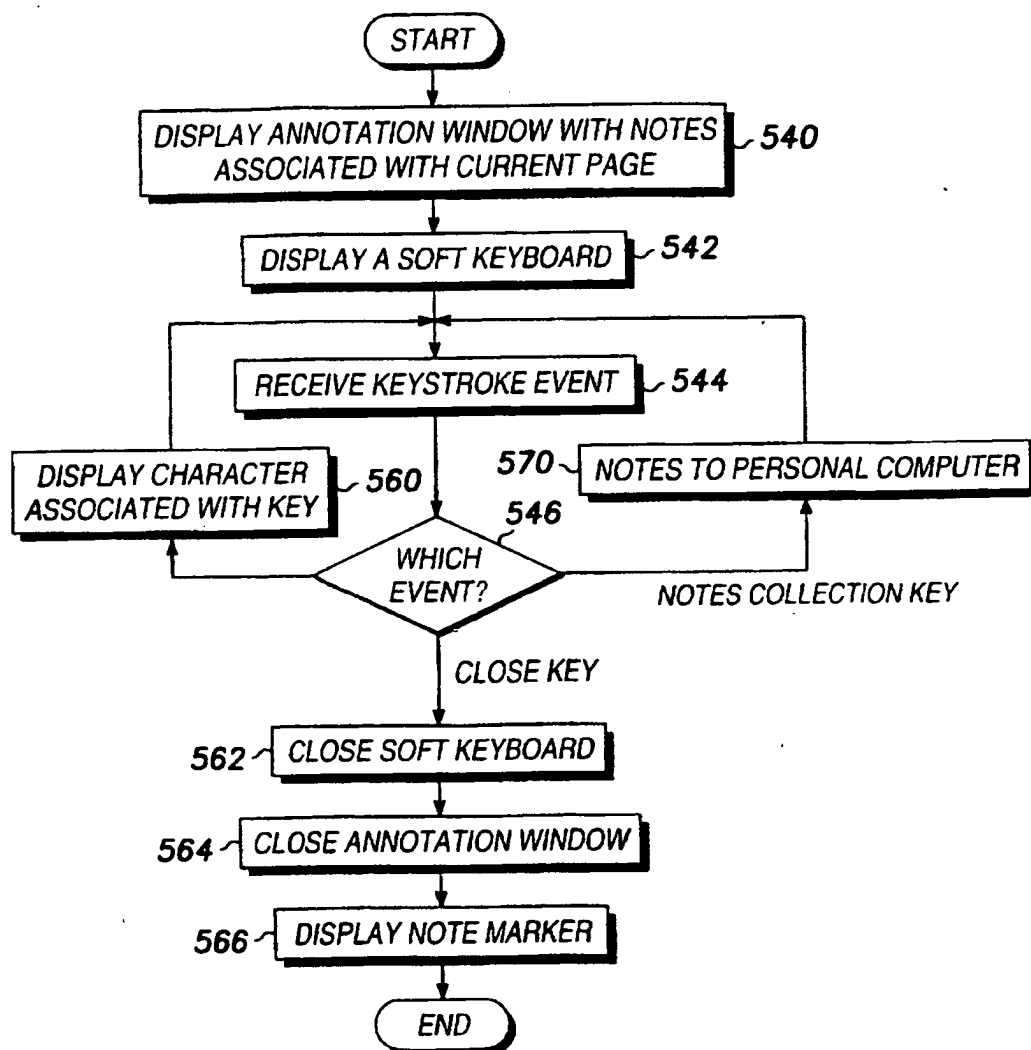 START
DISPLAY ANNOTATION WINDOW WITH NOTES
ASSOCIATED WITH CURRENT PAGE
540
DISPLAY A SOFT KEYBOARD
542
RECEIVE KEYSTROKE EVENT
544
DISPLAY CHARACTER
ASSOCIATED WITH KEY
560
570
NOTES TO PERSONAL COMPUTER
546
WHICH
EVENT?
NOTES COLLECTION KEY
CLOSE KEY
562
CLOSE SOFT KEYBOARD
564
CLOSE ANNOTATION WINDOW
566
DISPLAY NOTE MARKER
END